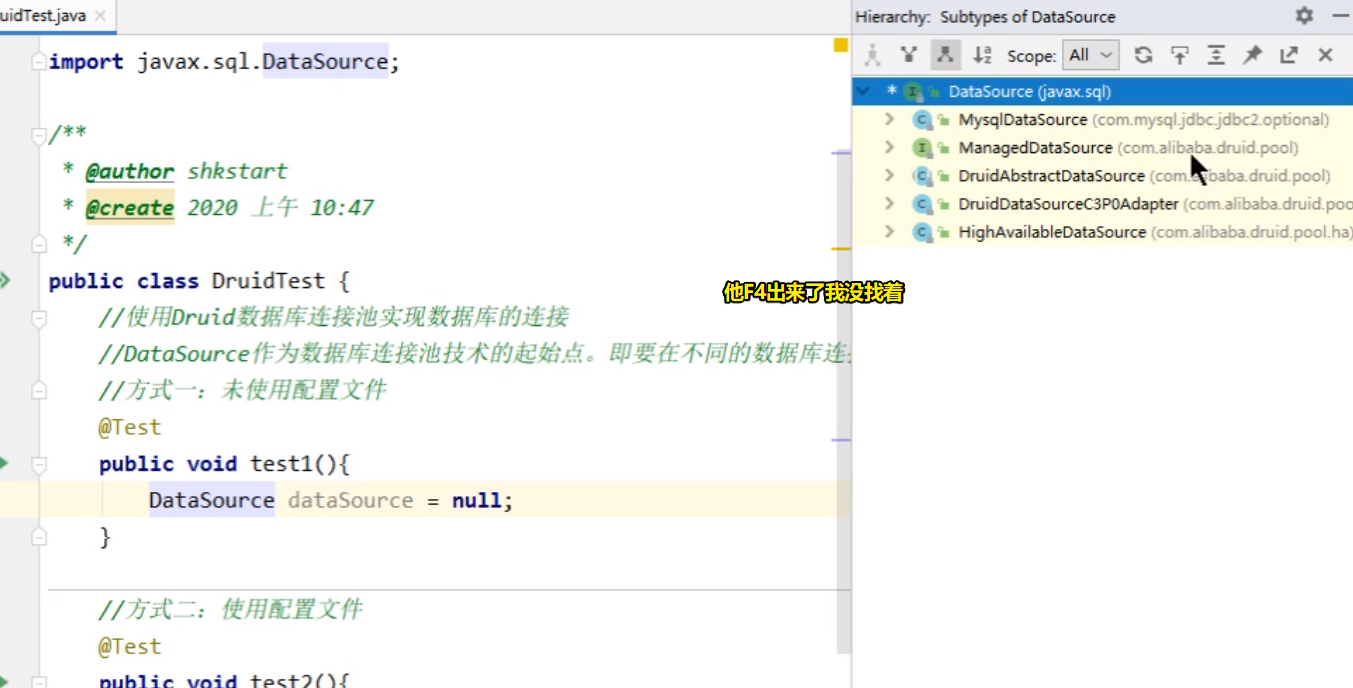 uidTest.java
import javax.sql.DataSource;
/**
* @author shkstart
* @create 2020 上午 10:47
*/
public class DruidTest {
//使用Druid数据库连接池实现数据库的连接
//DataSource作为数据库连接池技术的起始点。即要在不同的数据库连
//方式一：未使用配置文件
@Test
public void test1(){
DataSource dataSource = null;
}
//方式二：使用配置文件
@Test
public void test2(){
Hierarchy: Subtypes of DataSource
Scope: All
* DataSource (javax.sql)
MysqlDataSource (com.mysql.jdbc.jdbc2.optional)
ManagedDataSource (com.alibaba.druid.pool)
DruidAbstractDataSource (com.alibaba.druid.pool)
DruidDataSourceC3P0Adapter (com.alibaba.druid.poo
HighAvailableDataSource (com.alibaba.druid.pool.ha)
他F4出来了我没找着